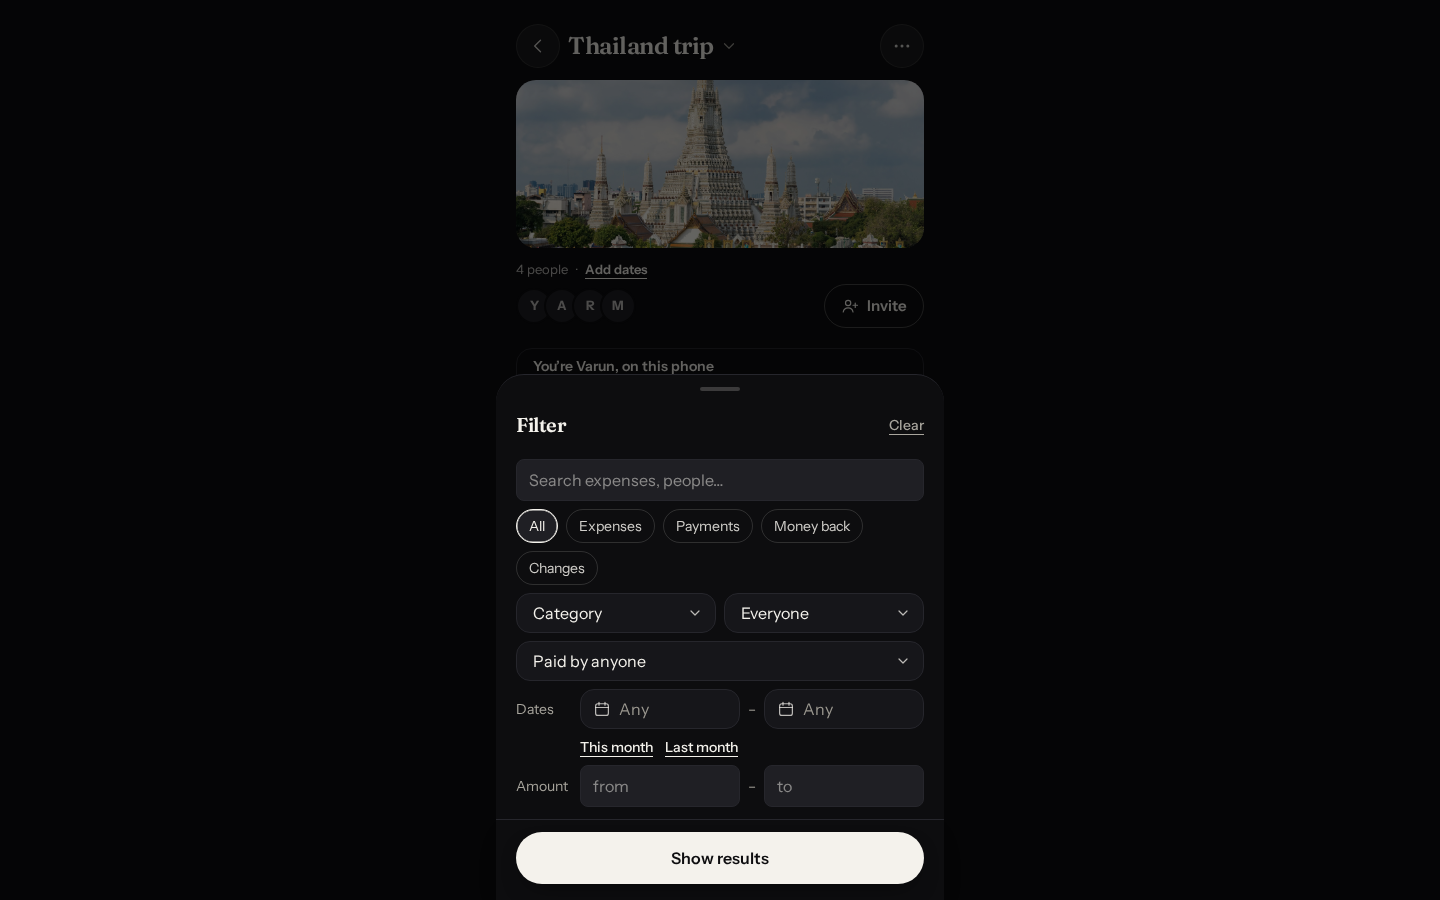 Thailand trip
4 people · Add dates
Y A R M
Invite
You're Varun, on this phone
Filter
Clear
Search expenses, people...
All Expenses Payments Money back
Changes
Category Everyone
Paid by anyone
Dates Any – Any
This month Last month
Amount from – to
Show results